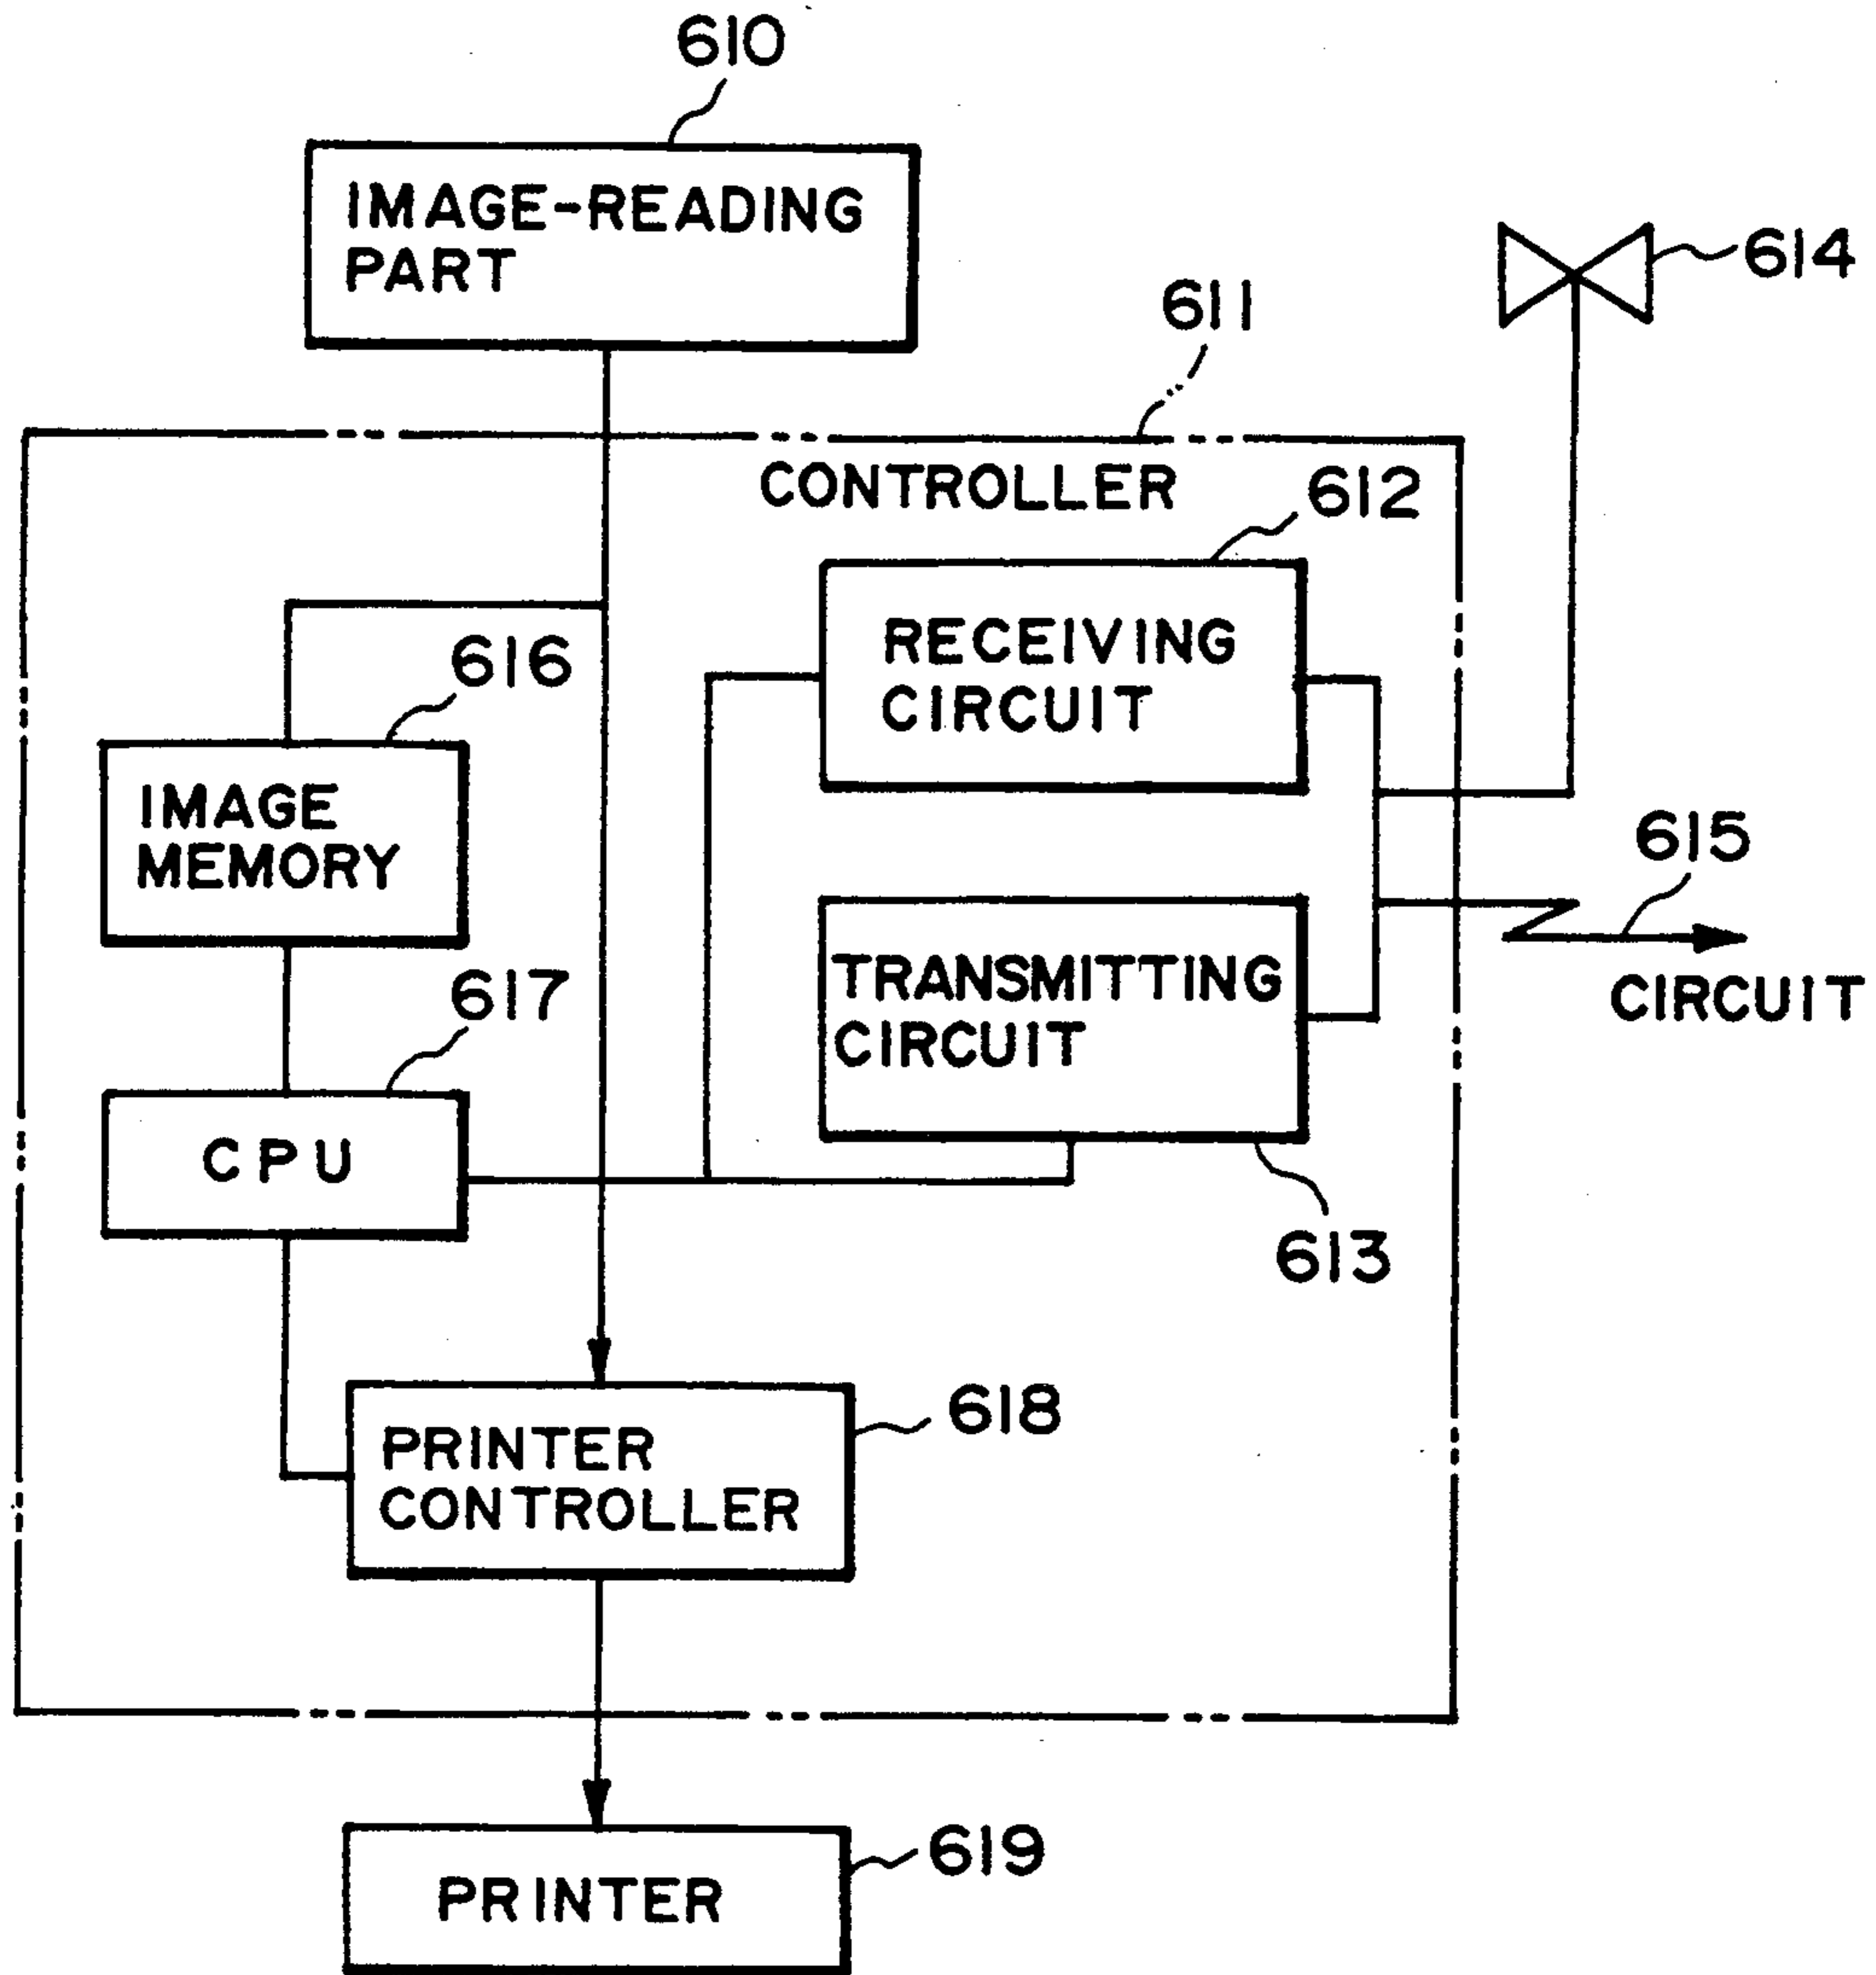 610
IMAGE-READING
PART
614
611
CONTROLLER
612
RECEIVING
CIRCUIT
616
IMAGE
MEMORY
615
TRANSMITTING
CIRCUIT
CIRCUIT
617
CPU
613
618
PRINTER
CONTROLLER
619
PRINTER